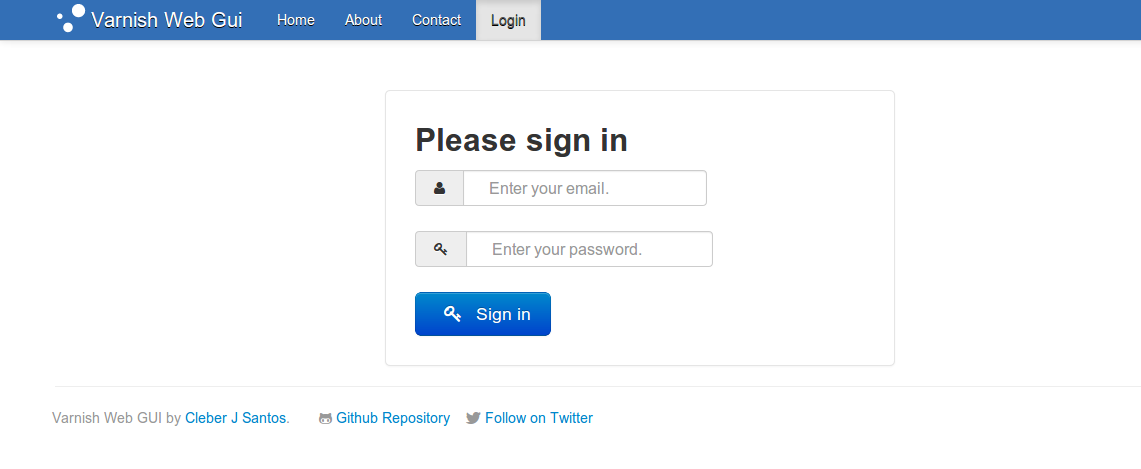 Varnish Web Gui Home About Contact Login
Please sign in
Enter your email.
Enter your password.
Sign in
Varnish Web GUI by Cleber J Santos. Github Repository Follow on Twitter